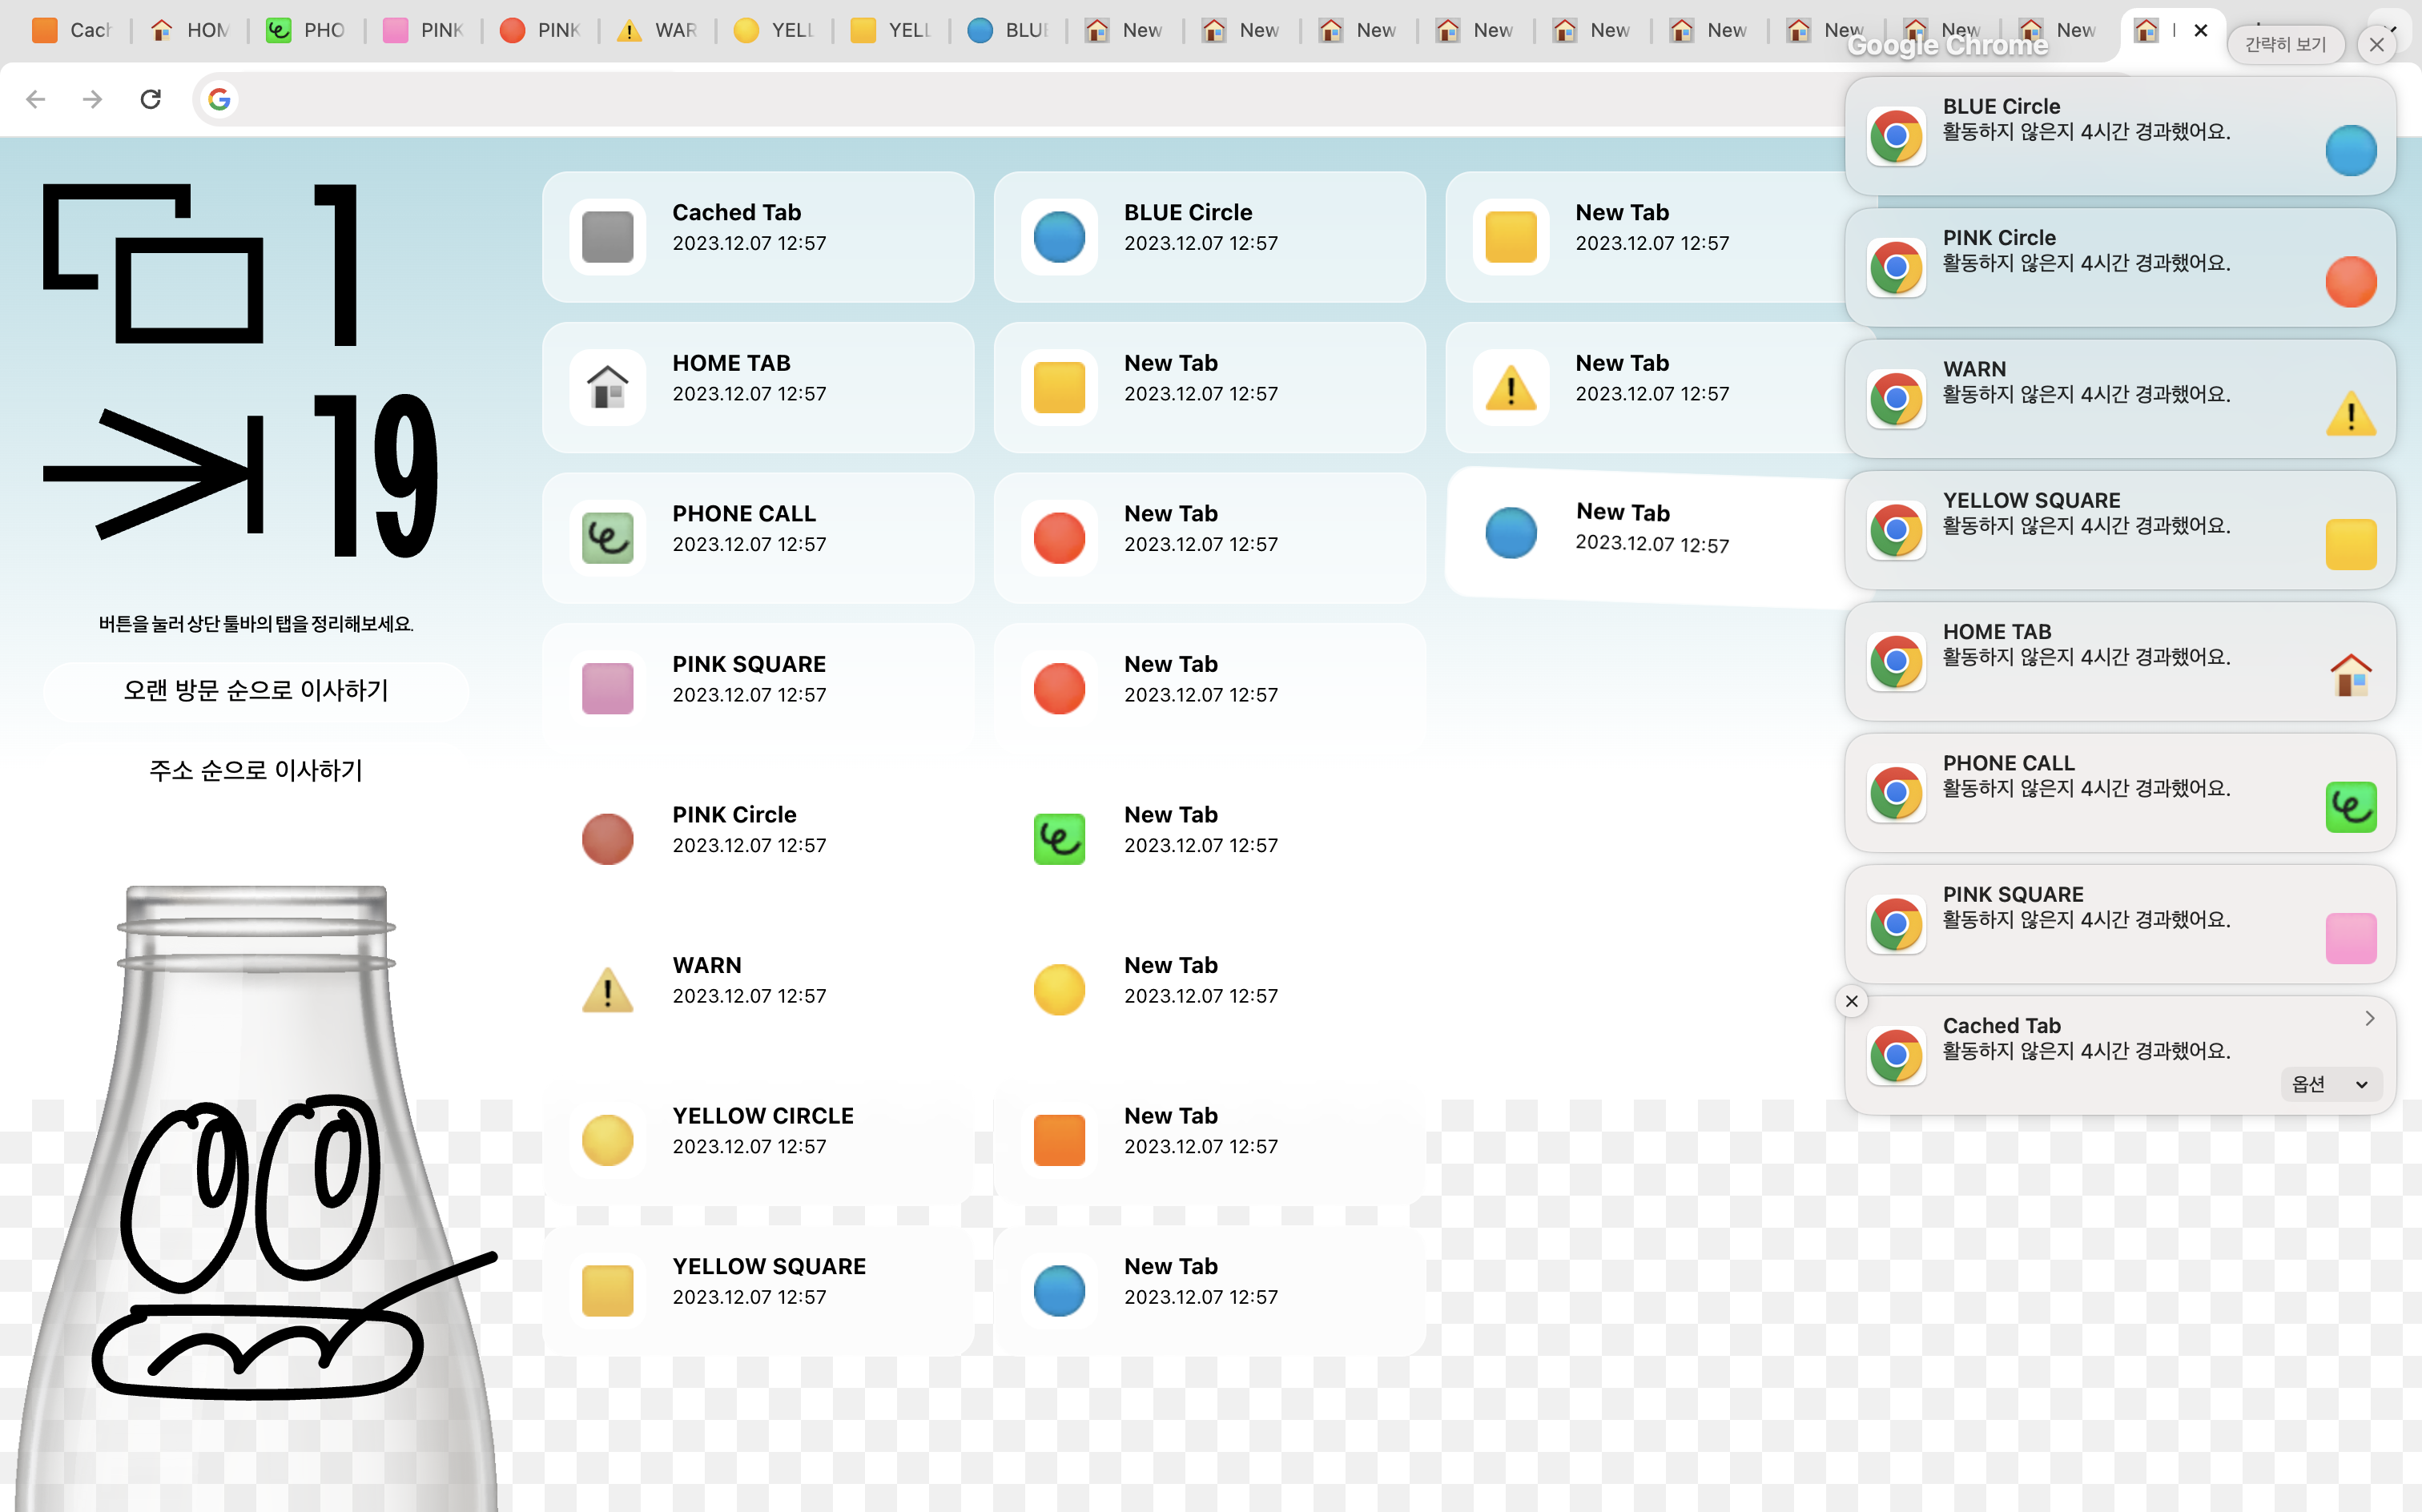 Cach
HOM
PHO
PINK
PINK
WAR
YELL
YELL
BLUE
New
New
New
New
New
New
New
New
New
Google Chrome
간략히 보기
1
19
버튼을 눌러 상단 툴바의 탭을 정리해보세요.
오랜 방문 순으로 이사하기
주소 순으로 이사하기
Cached Tab
2023.12.07 12:57
HOME TAB
2023.12.07 12:57
PHONE CALL
2023.12.07 12:57
PINK SQUARE
2023.12.07 12:57
PINK Circle
2023.12.07 12:57
WARN
2023.12.07 12:57
YELLOW CIRCLE
2023.12.07 12:57
YELLOW SQUARE
2023.12.07 12:57
BLUE Circle
2023.12.07 12:57
New Tab
2023.12.07 12:57
New Tab
2023.12.07 12:57
New Tab
2023.12.07 12:57
New Tab
2023.12.07 12:57
New Tab
2023.12.07 12:57
New Tab
2023.12.07 12:57
New Tab
2023.12.07 12:57
New Tab
2023.12.07 12:57
New Tab
2023.12.07 12:57
New Tab
2023.12.07 12:57
BLUE Circle
활동하지 않은지 4시간 경과했어요.
PINK Circle
활동하지 않은지 4시간 경과했어요.
WARN
활동하지 않은지 4시간 경과했어요.
YELLOW SQUARE
활동하지 않은지 4시간 경과했어요.
HOME TAB
활동하지 않은지 4시간 경과했어요.
PHONE CALL
활동하지 않은지 4시간 경과했어요.
PINK SQUARE
활동하지 않은지 4시간 경과했어요.
Cached Tab
활동하지 않은지 4시간 경과했어요.
옵션